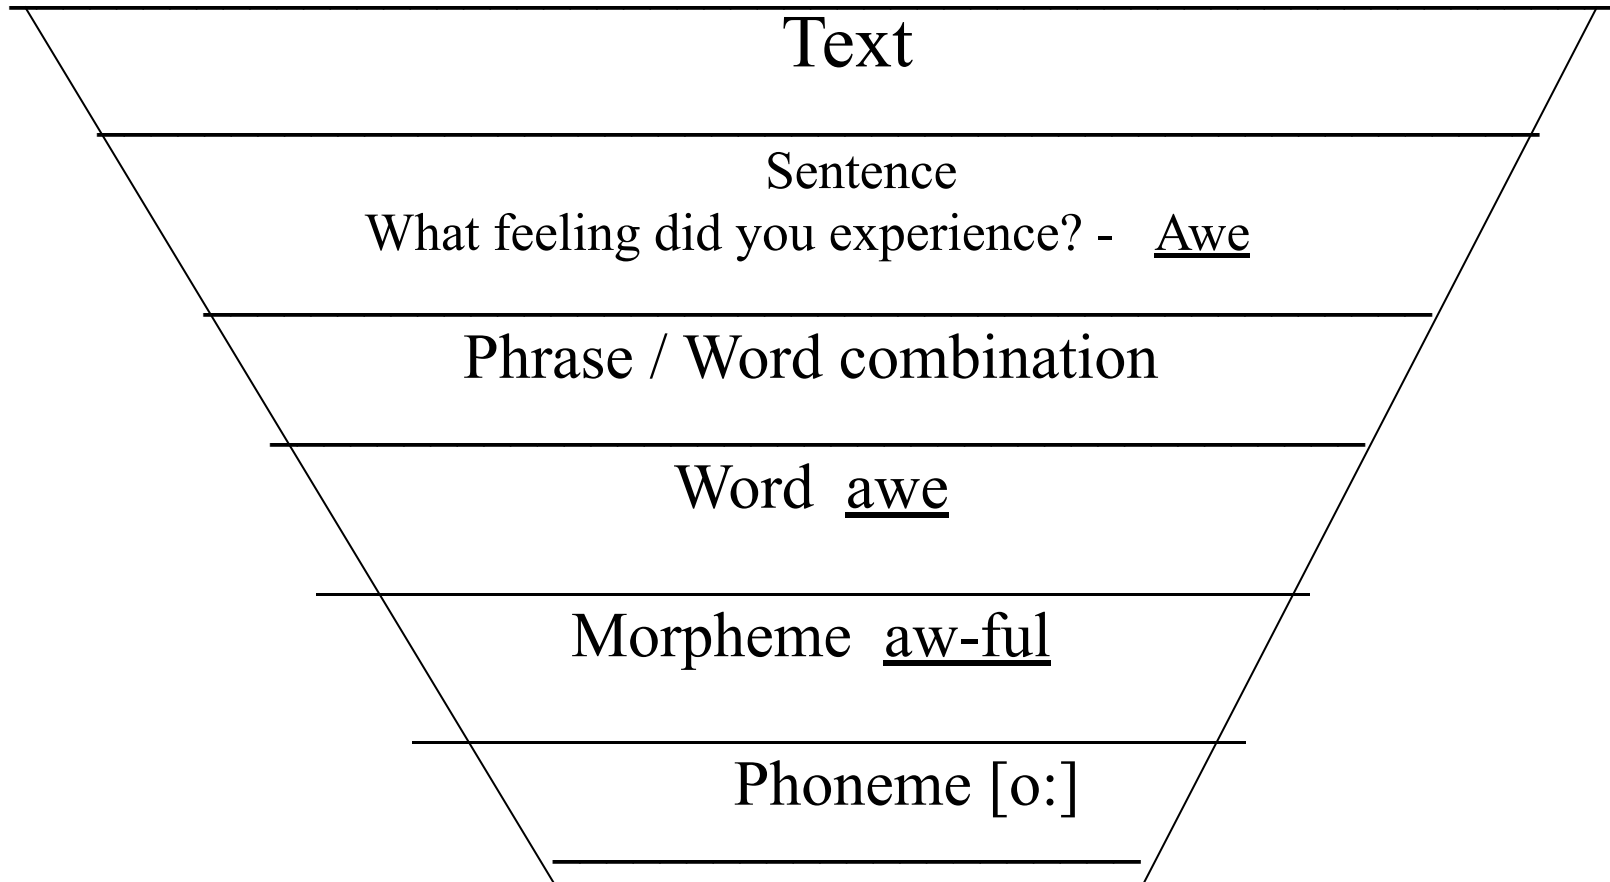 Text
Sentence
What feeling did you experience? - Awe
Phrase / Word combination
Word awe
Morpheme aw-ful
Phoneme [o:]